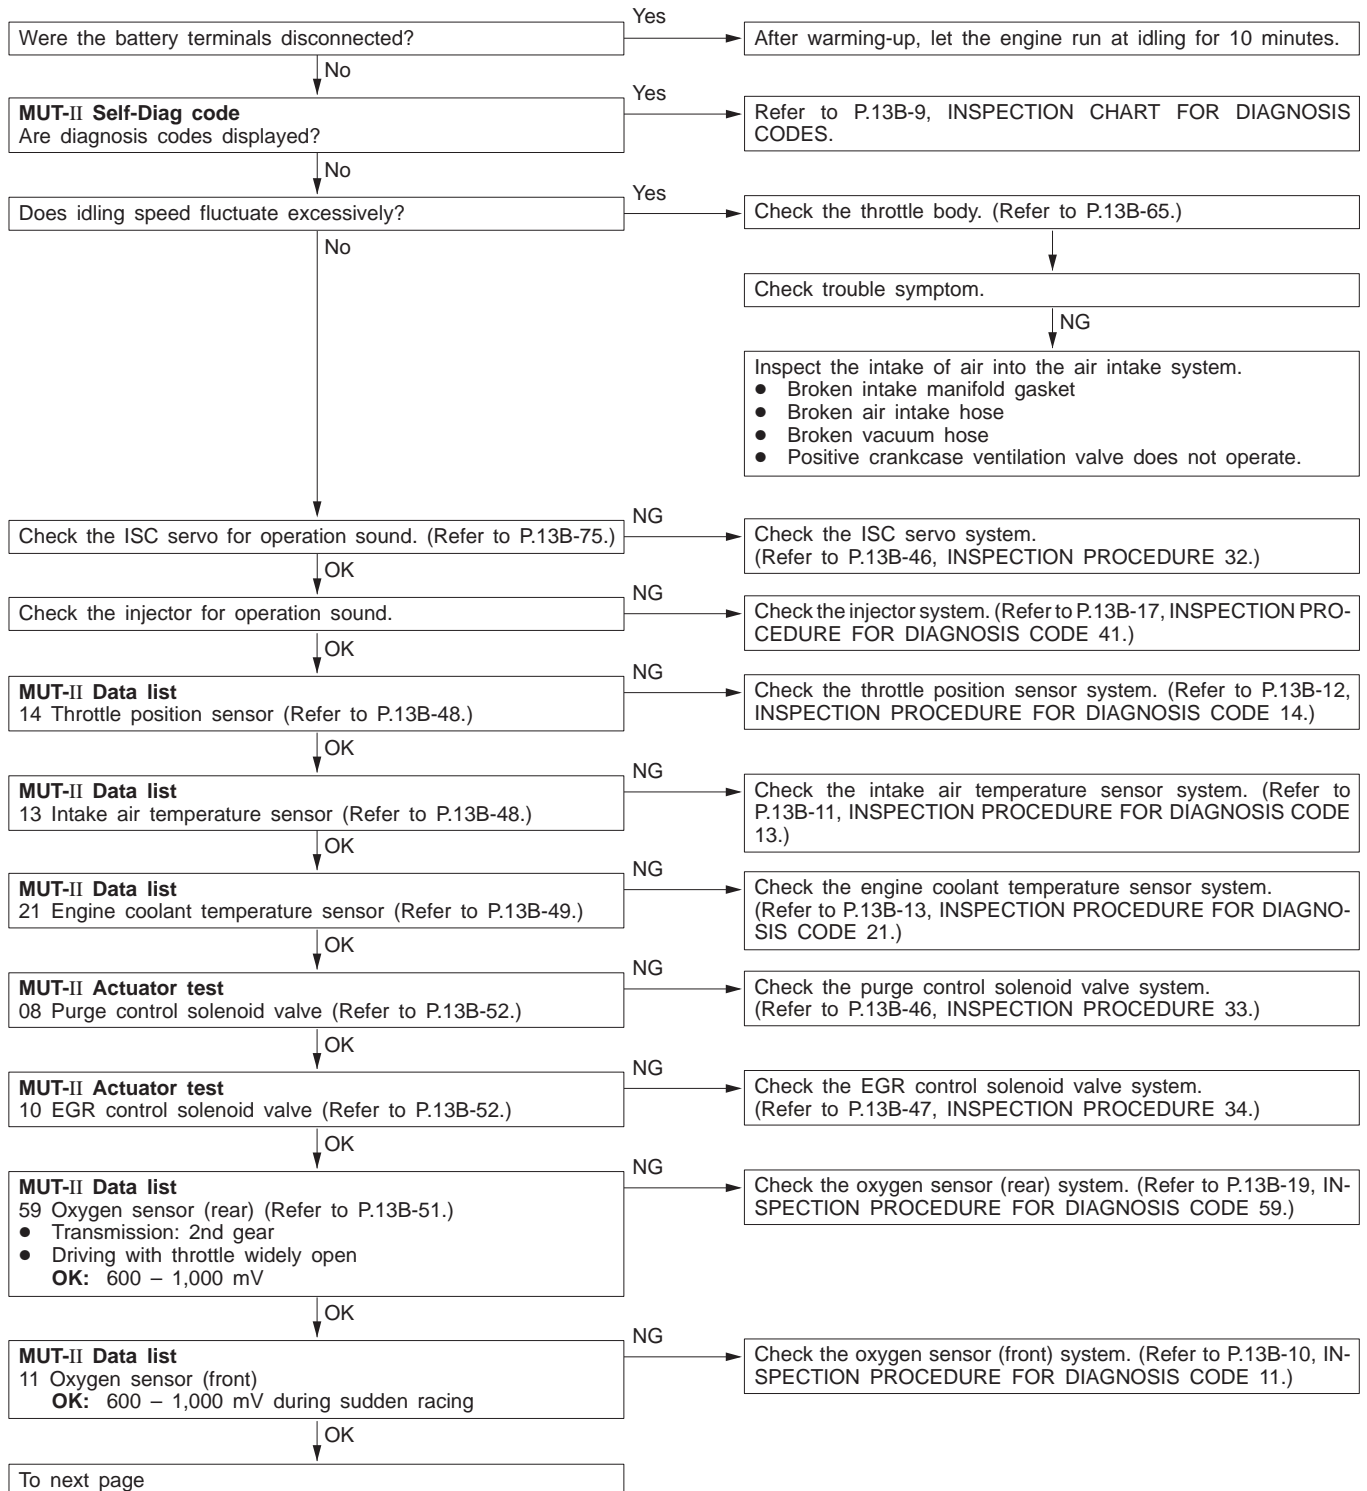 Were the battery terminals disconnected?
Yes
After warming-up, let the engine run at idling for 10 minutes.
No
MUT-II Self-Diag code
Are diagnosis codes displayed?
Yes
Refer to P.13B-9, INSPECTION CHART FOR DIAGNOSIS
CODES.
No
Does idling speed fluctuate excessively?
Yes
Check the throttle body. (Refer to P.13B-65.)
No
Check trouble symptom.
NG
Inspect the intake of air into the air intake system.
● Broken intake manifold gasket
● Broken air intake hose
● Broken vacuum hose
● Positive crankcase ventilation valve does not operate.
Check the ISC servo for operation sound. (Refer to P.13B-75.)
NG
Check the ISC servo system.
(Refer to P.13B-46, INSPECTION PROCEDURE 32.)
OK
Check the injector for operation sound.
NG
Check the injector system. (Refer to P.13B-17, INSPECTION PRO-
CEDURE FOR DIAGNOSIS CODE 41.)
OK
MUT-II Data list
14 Throttle position sensor (Refer to P.13B-48.)
NG
Check the throttle position sensor system. (Refer to P.13B-12,
INSPECTION PROCEDURE FOR DIAGNOSIS CODE 14.)
OK
MUT-II Data list
13 Intake air temperature sensor (Refer to P.13B-48.)
NG
Check the intake air temperature sensor system. (Refer to
P.13B-11, INSPECTION PROCEDURE FOR DIAGNOSIS CODE
13.)
OK
MUT-II Data list
21 Engine coolant temperature sensor (Refer to P.13B-49.)
NG
Check the engine coolant temperature sensor system.
(Refer to P.13B-13, INSPECTION PROCEDURE FOR DIAGNO-
SIS CODE 21.)
OK
MUT-II Actuator test
08 Purge control solenoid valve (Refer to P.13B-52.)
NG
Check the purge control solenoid valve system.
(Refer to P.13B-46, INSPECTION PROCEDURE 33.)
OK
MUT-II Actuator test
10 EGR control solenoid valve (Refer to P.13B-52.)
NG
Check the EGR control solenoid valve system.
(Refer to P.13B-47, INSPECTION PROCEDURE 34.)
OK
MUT-II Data list
59 Oxygen sensor (rear) (Refer to P.13B-51.)
● Transmission: 2nd gear
● Driving with throttle widely open
OK: 600 – 1,000 mV
NG
Check the oxygen sensor (rear) system. (Refer to P.13B-19, IN-
SPECTION PROCEDURE FOR DIAGNOSIS CODE 59.)
OK
MUT-II Data list
11 Oxygen sensor (front)
OK: 600 – 1,000 mV during sudden racing
NG
Check the oxygen sensor (front) system. (Refer to P.13B-10, IN-
SPECTION PROCEDURE FOR DIAGNOSIS CODE 11.)
OK
To next page